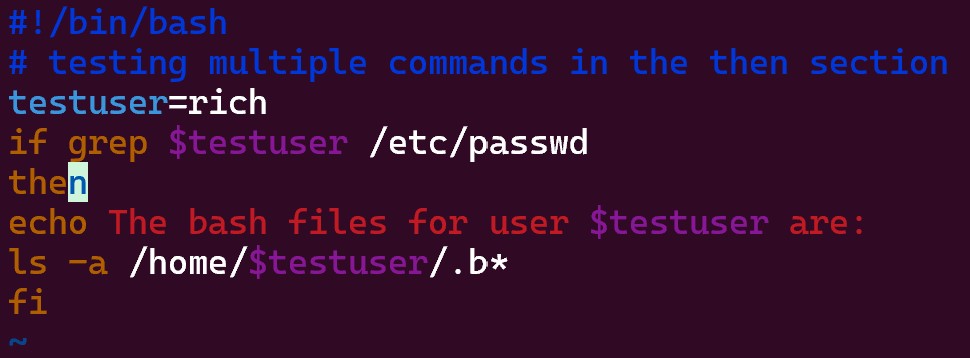 #!/bin/bash
# testing multiple commands in the then section
testuser=rich
if grep $testuser /etc/passwd
then
echo The bash files for user $testuser are:
ls -a /home/$testuser/.b*
fi
~